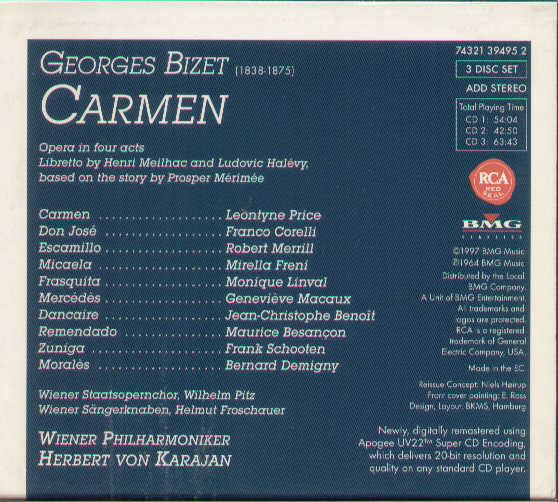 GEORGES BIZET (1838-1875)
CARMEN
Opera in four acts
Libretto by Henri Meilhac and Ludovic Halévy,
based on the story by Prosper Mérimée
Carmen .................... Leontyne Price
Don José .................. Franco Corelli
Escamillo ................. Robert Merrill
Micaela ................... Mirella Freni
Frasquita ................. Monique Linval
Mercédès .................. Geneviève Macaux
Dancaire .................. Jean-Christophe Benoît
Remendado ................. Maurice Besançon
Zuniga .................... Frank Schooten
Moralès ................... Bernard Demigny
Wiener Staatsopernchor, Wilhelm Pitz
Wiener Sängerknaben, Helmut Froschauer
WIENER PHILHARMONIKER
HERBERT VON KARAJAN
74321 39495 2
3 DISC SET
ADD STEREO
Total Playing Time
CD 1: 54:04
CD 2: 42:50
CD 3: 63:43
RCA
RED
SEAL
BMG
CLASSICS
©1997 BMG Music
℗1964 BMG Music
Distributed by the Local
BMG Company.
A Unit of BMG Entertainment.
All trademarks and
logos are protected.
RCA is a registered
trademark of General
Electric Company, USA.
Made in the EC
Reissue Concept: Niels Høirup
Front cover painting: E. Ross
Design, Layout: BKMS, Hamburg
Newly, digitally remastered using
Apogee UV22™ Super CD Encoding,
which delivers 20-bit resolution and
quality on any standard CD player.